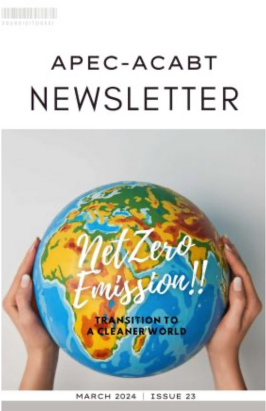 APEC-ACABT
NEWSLETTER
Net Zero
Emission!!
TRANSITION TO
A CLEANER WORLD
MARCH 2024 | ISSUE 23